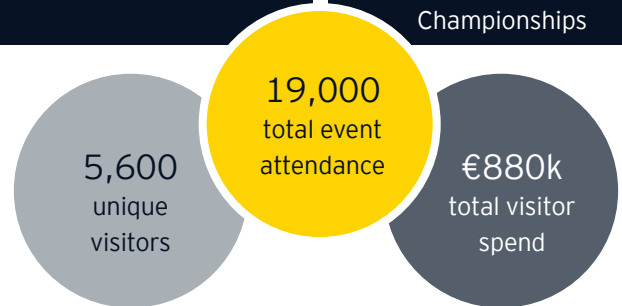 Championships
19,000
total event
attendance
5,600
unique
visitors
€880k
total visitor
spend